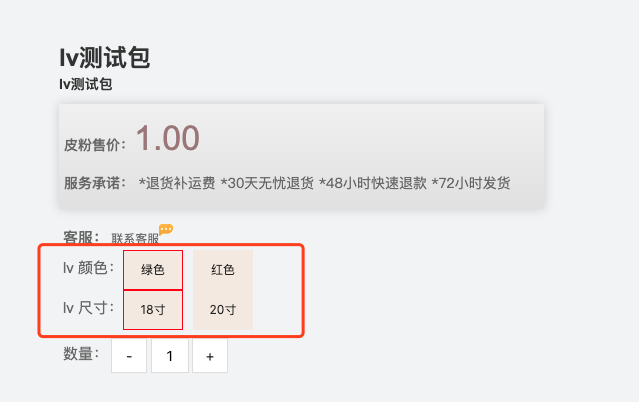 lv测试包
lv测试包
皮粉售价： 1.00
服务承诺： *退货补运费 *30天无忧退货 *48小时快速退款 *72小时发货
客服： 联系客服
lv 颜色： 绿色 红色
lv 尺寸： 18寸 20寸
数量： - 1 +